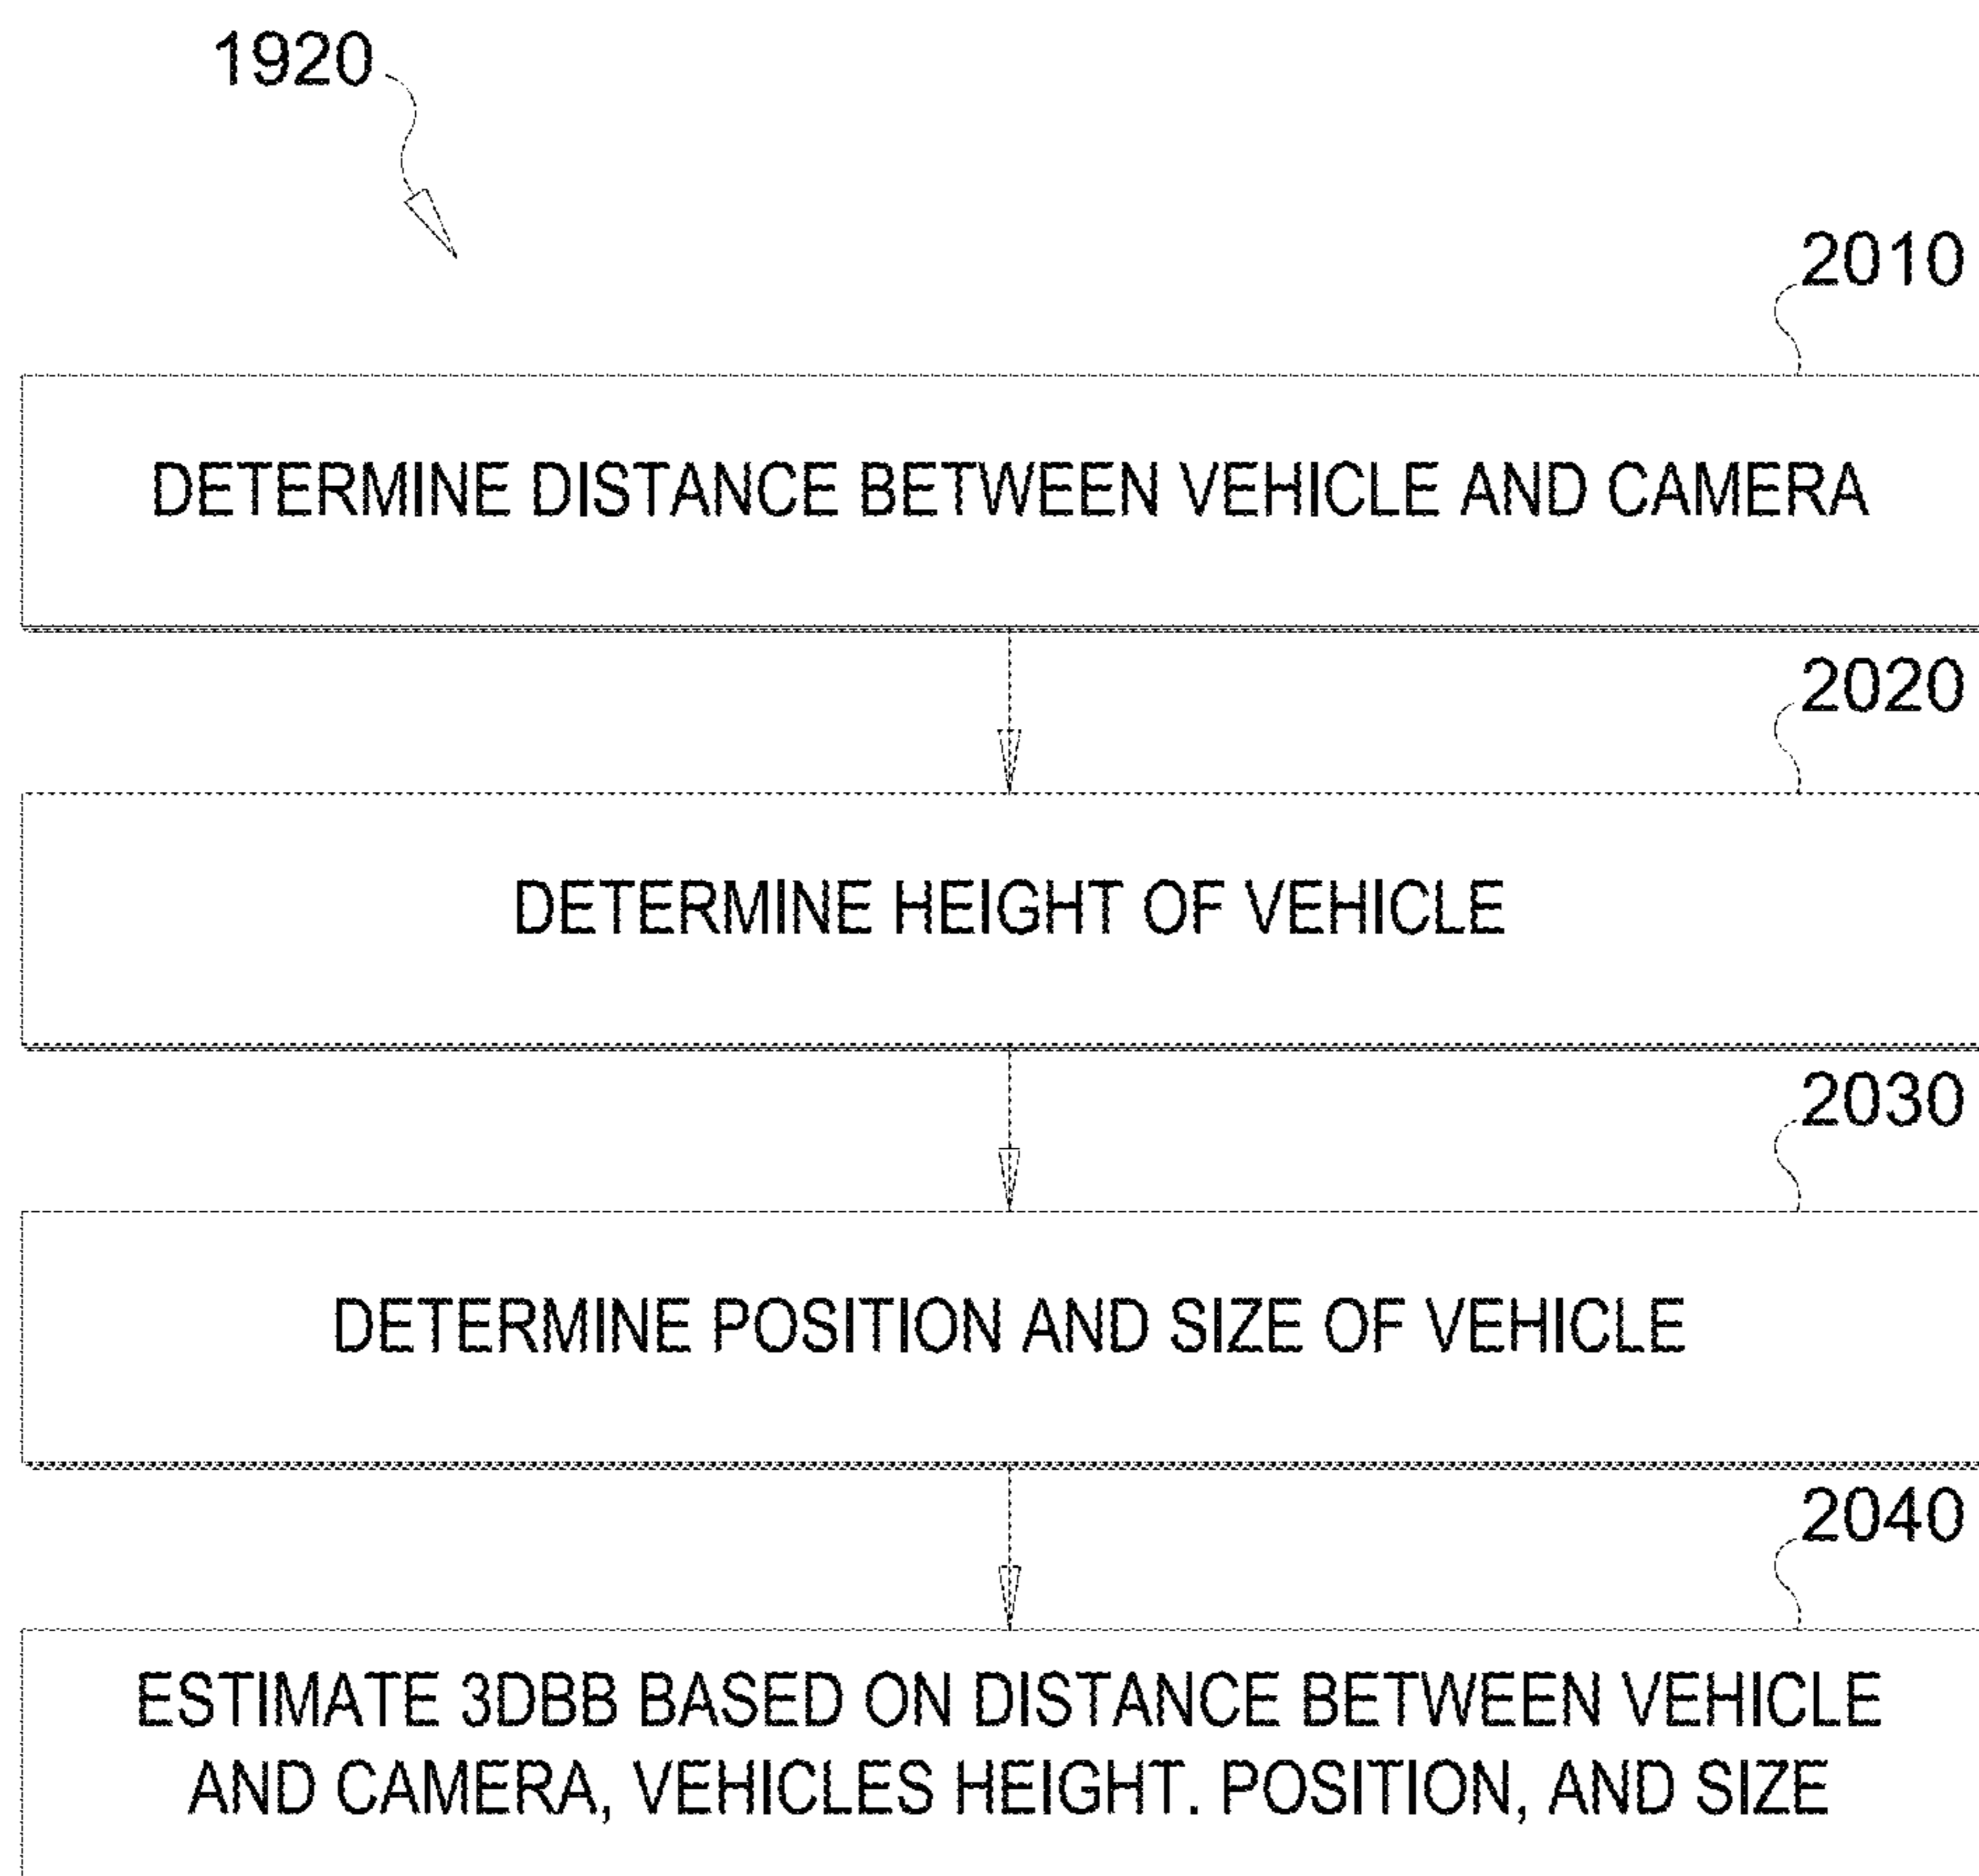 1920
2010
DETERMINE DISTANCE BETWEEN VEHICLE AND CAMERA
2020
DETERMINE HEIGHT OF VEHICLE
2030
DETERMINE POSITION AND SIZE OF VEHICLE
2040
ESTIMATE 3DBB BASED ON DISTANCE BETWEEN VEHICLE
AND CAMERA, VEHICLES HEIGHT. POSITION, AND SIZE